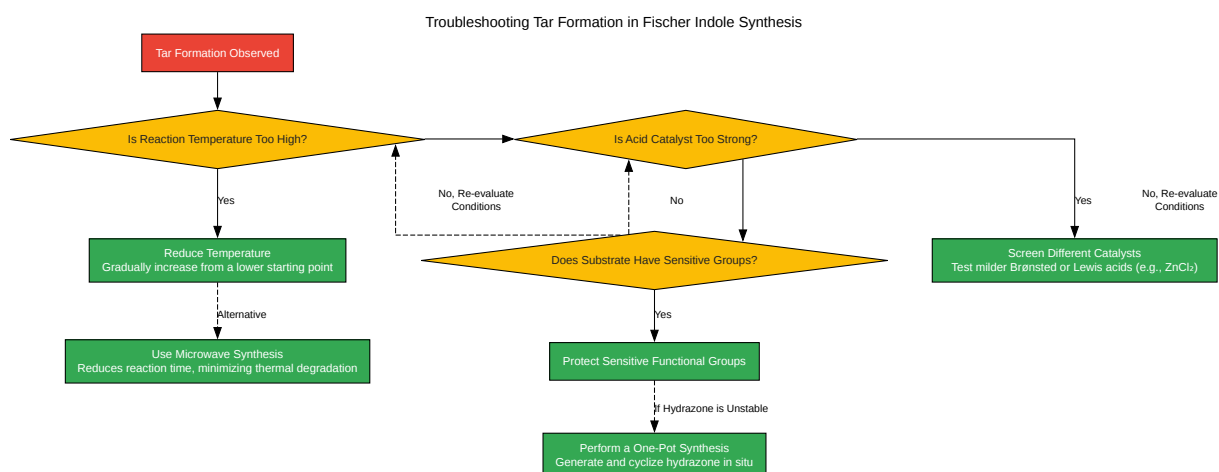 Troubleshooting Tar Formation in Fischer Indole Synthesis
Tar Formation Observed
Is Reaction Temperature Too High?
Is Acid Catalyst Too Strong?
Yes
No, Re-evaluate
Conditions
No
Yes
No, Re-evaluate
Conditions
Reduce Temperature
Gradually increase from a lower starting point
Does Substrate Have Sensitive Groups?
Screen Different Catalysts
Test milder Brønsted or Lewis acids (e.g., ZnCl₂)
Alternative
Yes
Use Microwave Synthesis
Reduces reaction time, minimizing thermal degradation
Protect Sensitive Functional Groups
If Hydrazone is Unstable
Perform a One-Pot Synthesis
Generate and cyclize hydrazone in situ